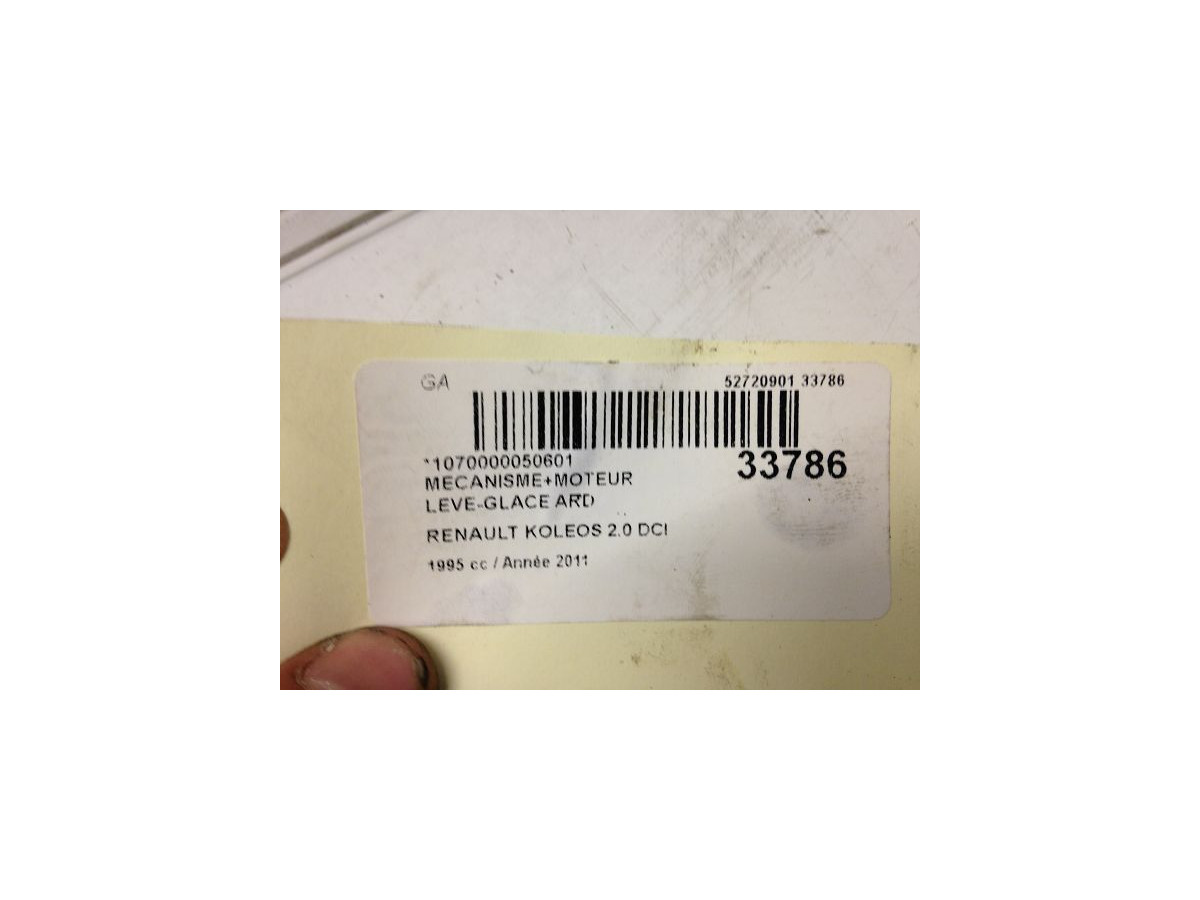 GA 52720901 33786
*1070000050601 33786
MECANISME+MOTEUR
LEVE-GLACE ARD
RENAULT KOLEOS 2.0 DCI
1995 cc / Année 2011